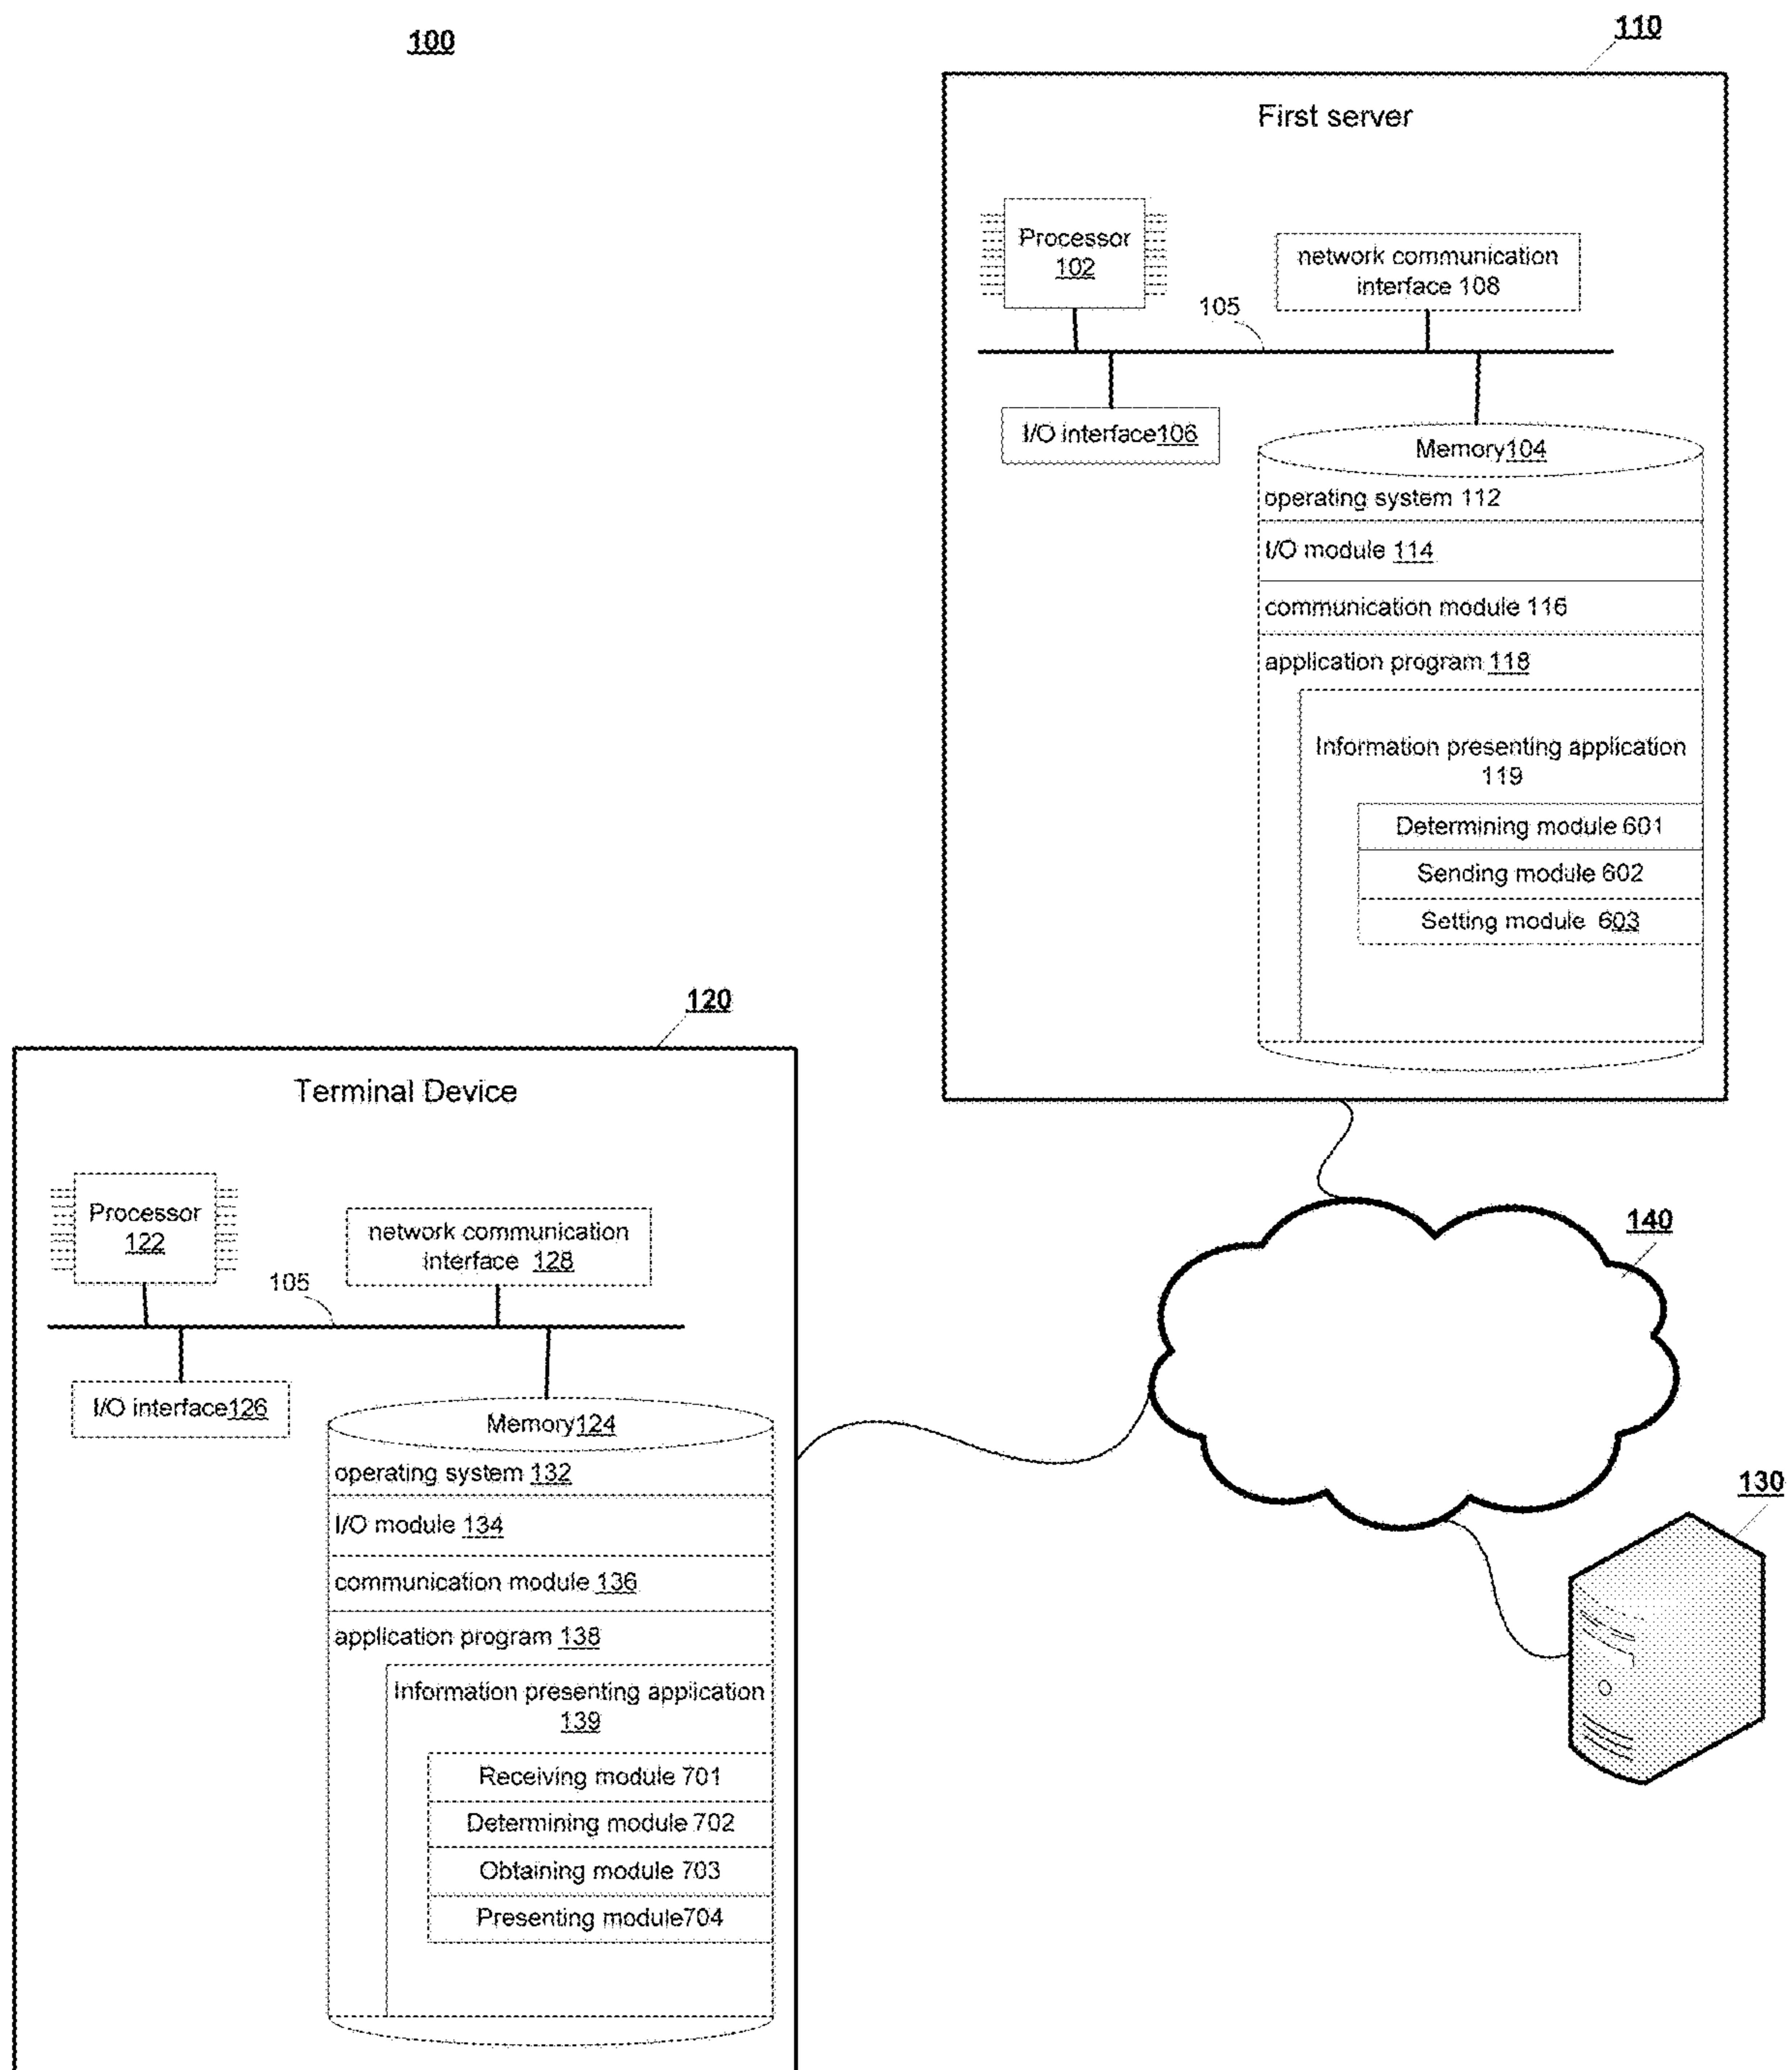 100
110
First server
Processor
102
network communication
interface 108
105
I/O interface106
Memory104
operating system 112
I/O module 114
communication module 116
application program 118
Information presenting application
119
Determining module 601
Sending module 602
Setting module 603
120
Terminal Device
Processor
122
network communication
interface 128
105
I/O interface126
Memory124
operating system 132
I/O module 134
communication module 136
application program 138
Information presenting application
139
Receiving module 701
Determining module 702
Obtaining module 703
Presenting module704
140
130